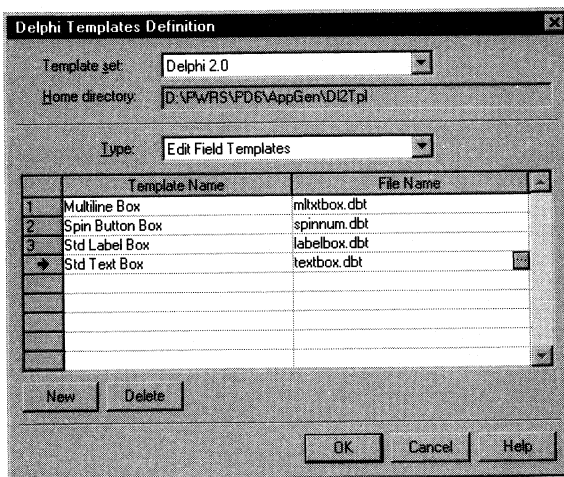 Delphi Templates Definition
Template set: Delphi 2.0
Home directory: D:\PWRS\PD6\AppGen\Dl2Tpl
Type: Edit Field Templates
Template Name File Name
1 Multiline Box mltxtbox.dbt
2 Spin Button Box spinnum.dbt
3 Std Label Box labelbox.dbt
Std Text Box textbox.dbt ...
New Delete
OK Cancel Help